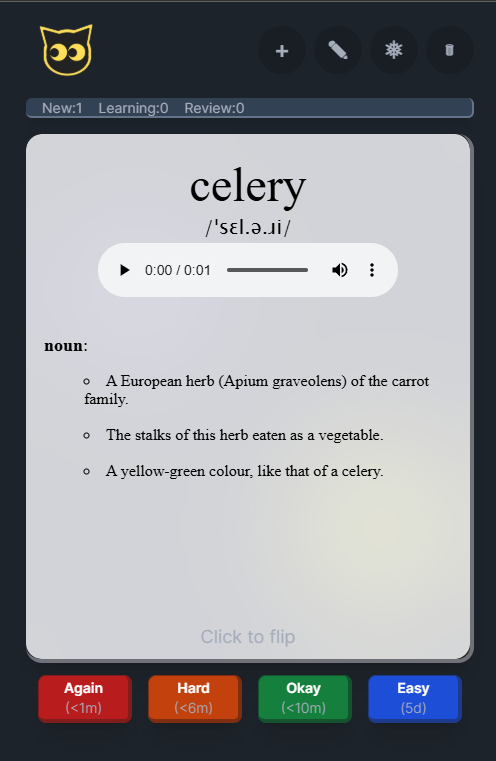 New:1 Learning:0 Review:0
celery
/ˈsɛl.ə.ɹi/
0:00 / 0:01
noun:
A European herb (Apium graveolens) of the carrot
family.
The stalks of this herb eaten as a vegetable.
A yellow-green colour, like that of a celery.
Click to flip
Again Hard Okay Easy
(<1m) (<6m) (<10m) (5d)